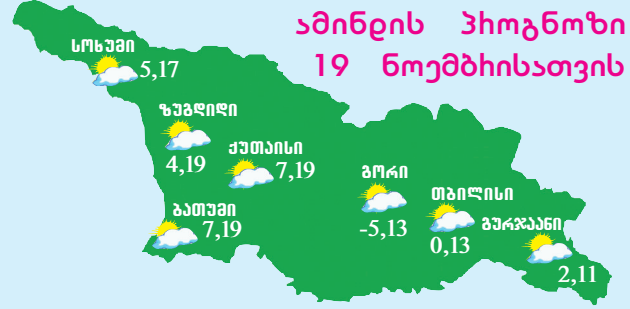 ამინდის პროგნოზი
19 ნოემბრისათვის
სოხუმი
5,17
ზუგდიდი
4,19
ქუთაისი
7,19
ბათუმი
7,19
გორი
-5,13
თბილისი
0,13
გურჯაანი
2,11